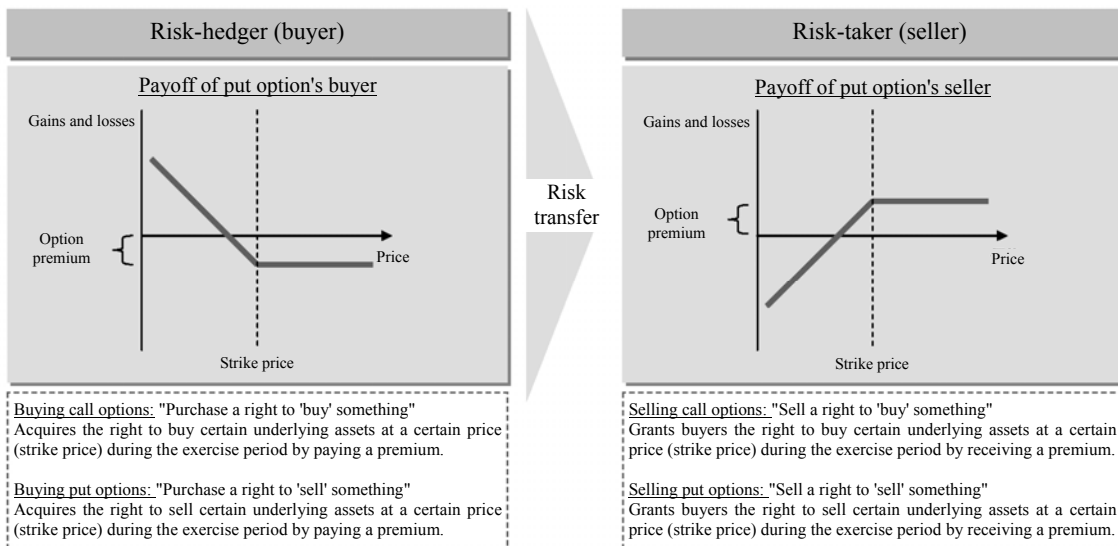 Risk-hedger (buyer)
Payoff of put option's buyer
Gains and losses
Option
premium
Price
Strike price
Buying call options: "Purchase a right to 'buy' something"
Acquires the right to buy certain underlying assets at a certain price
(strike price) during the exercise period by paying a premium.
Buying put options: "Purchase a right to 'sell' something"
Acquires the right to sell certain underlying assets at a certain price
(strike price) during the exercise period by paying a premium.
Risk
transfer
Risk-taker (seller)
Payoff of put option's seller
Gains and losses
Option
premium
Price
Strike price
Selling call options: "Sell a right to 'buy' something"
Grants buyers the right to buy certain underlying assets at a certain
price (strike price) during the exercise period by receiving a premium.
Selling put options: "Sell a right to 'sell' something"
Grants buyers the right to sell certain underlying assets at a certain
price (strike price) during the exercise period by receiving a premium.